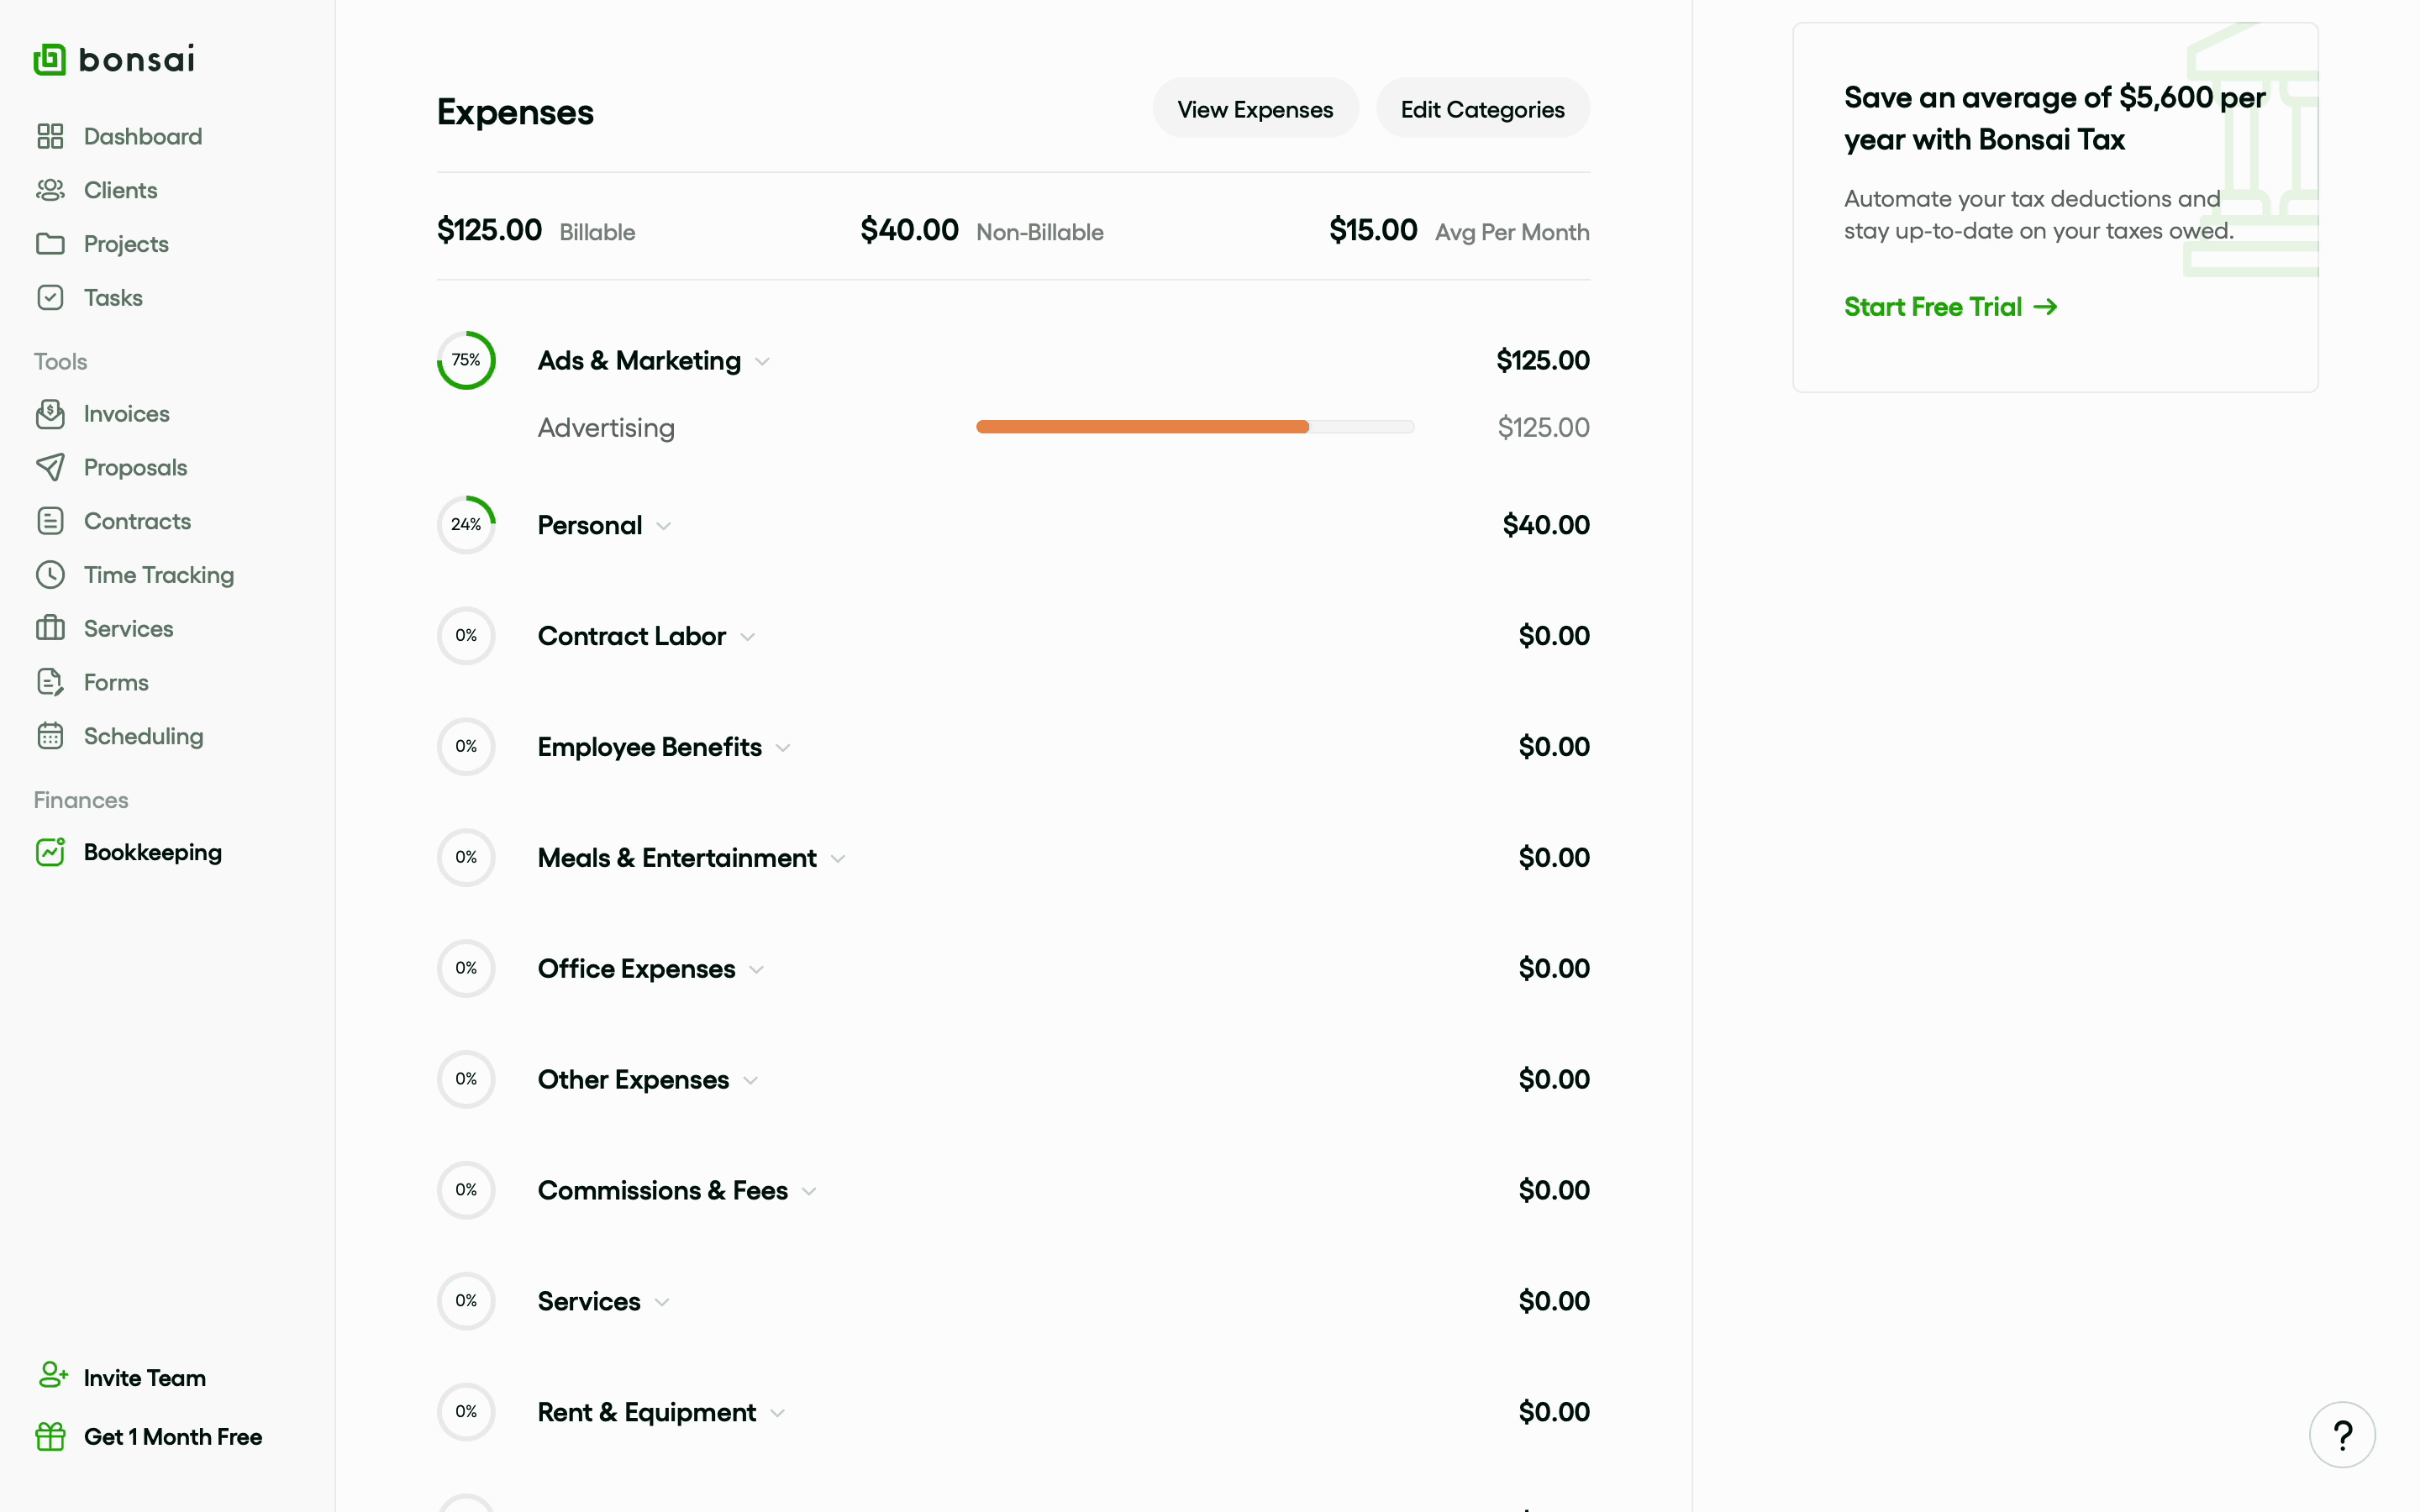 bonsai
Dashboard
Clients
Projects
Tasks
Tools
Invoices
Proposals
Contracts
Time Tracking
Services
Forms
Scheduling
Finances
Bookkeeping
Invite Team
Get 1 Month Free
Expenses
View Expenses
Edit Categories
$125.00 Billable
$40.00 Non-Billable
$15.00 Avg Per Month
75% Ads & Marketing $125.00
Advertising $125.00
24% Personal $40.00
0% Contract Labor $0.00
0% Employee Benefits $0.00
0% Meals & Entertainment $0.00
0% Office Expenses $0.00
0% Other Expenses $0.00
0% Commissions & Fees $0.00
0% Services $0.00
0% Rent & Equipment $0.00
Save an average of $5,600 per
year with Bonsai Tax
Automate your tax deductions and
stay up-to-date on your taxes owed.
Start Free Trial →
?